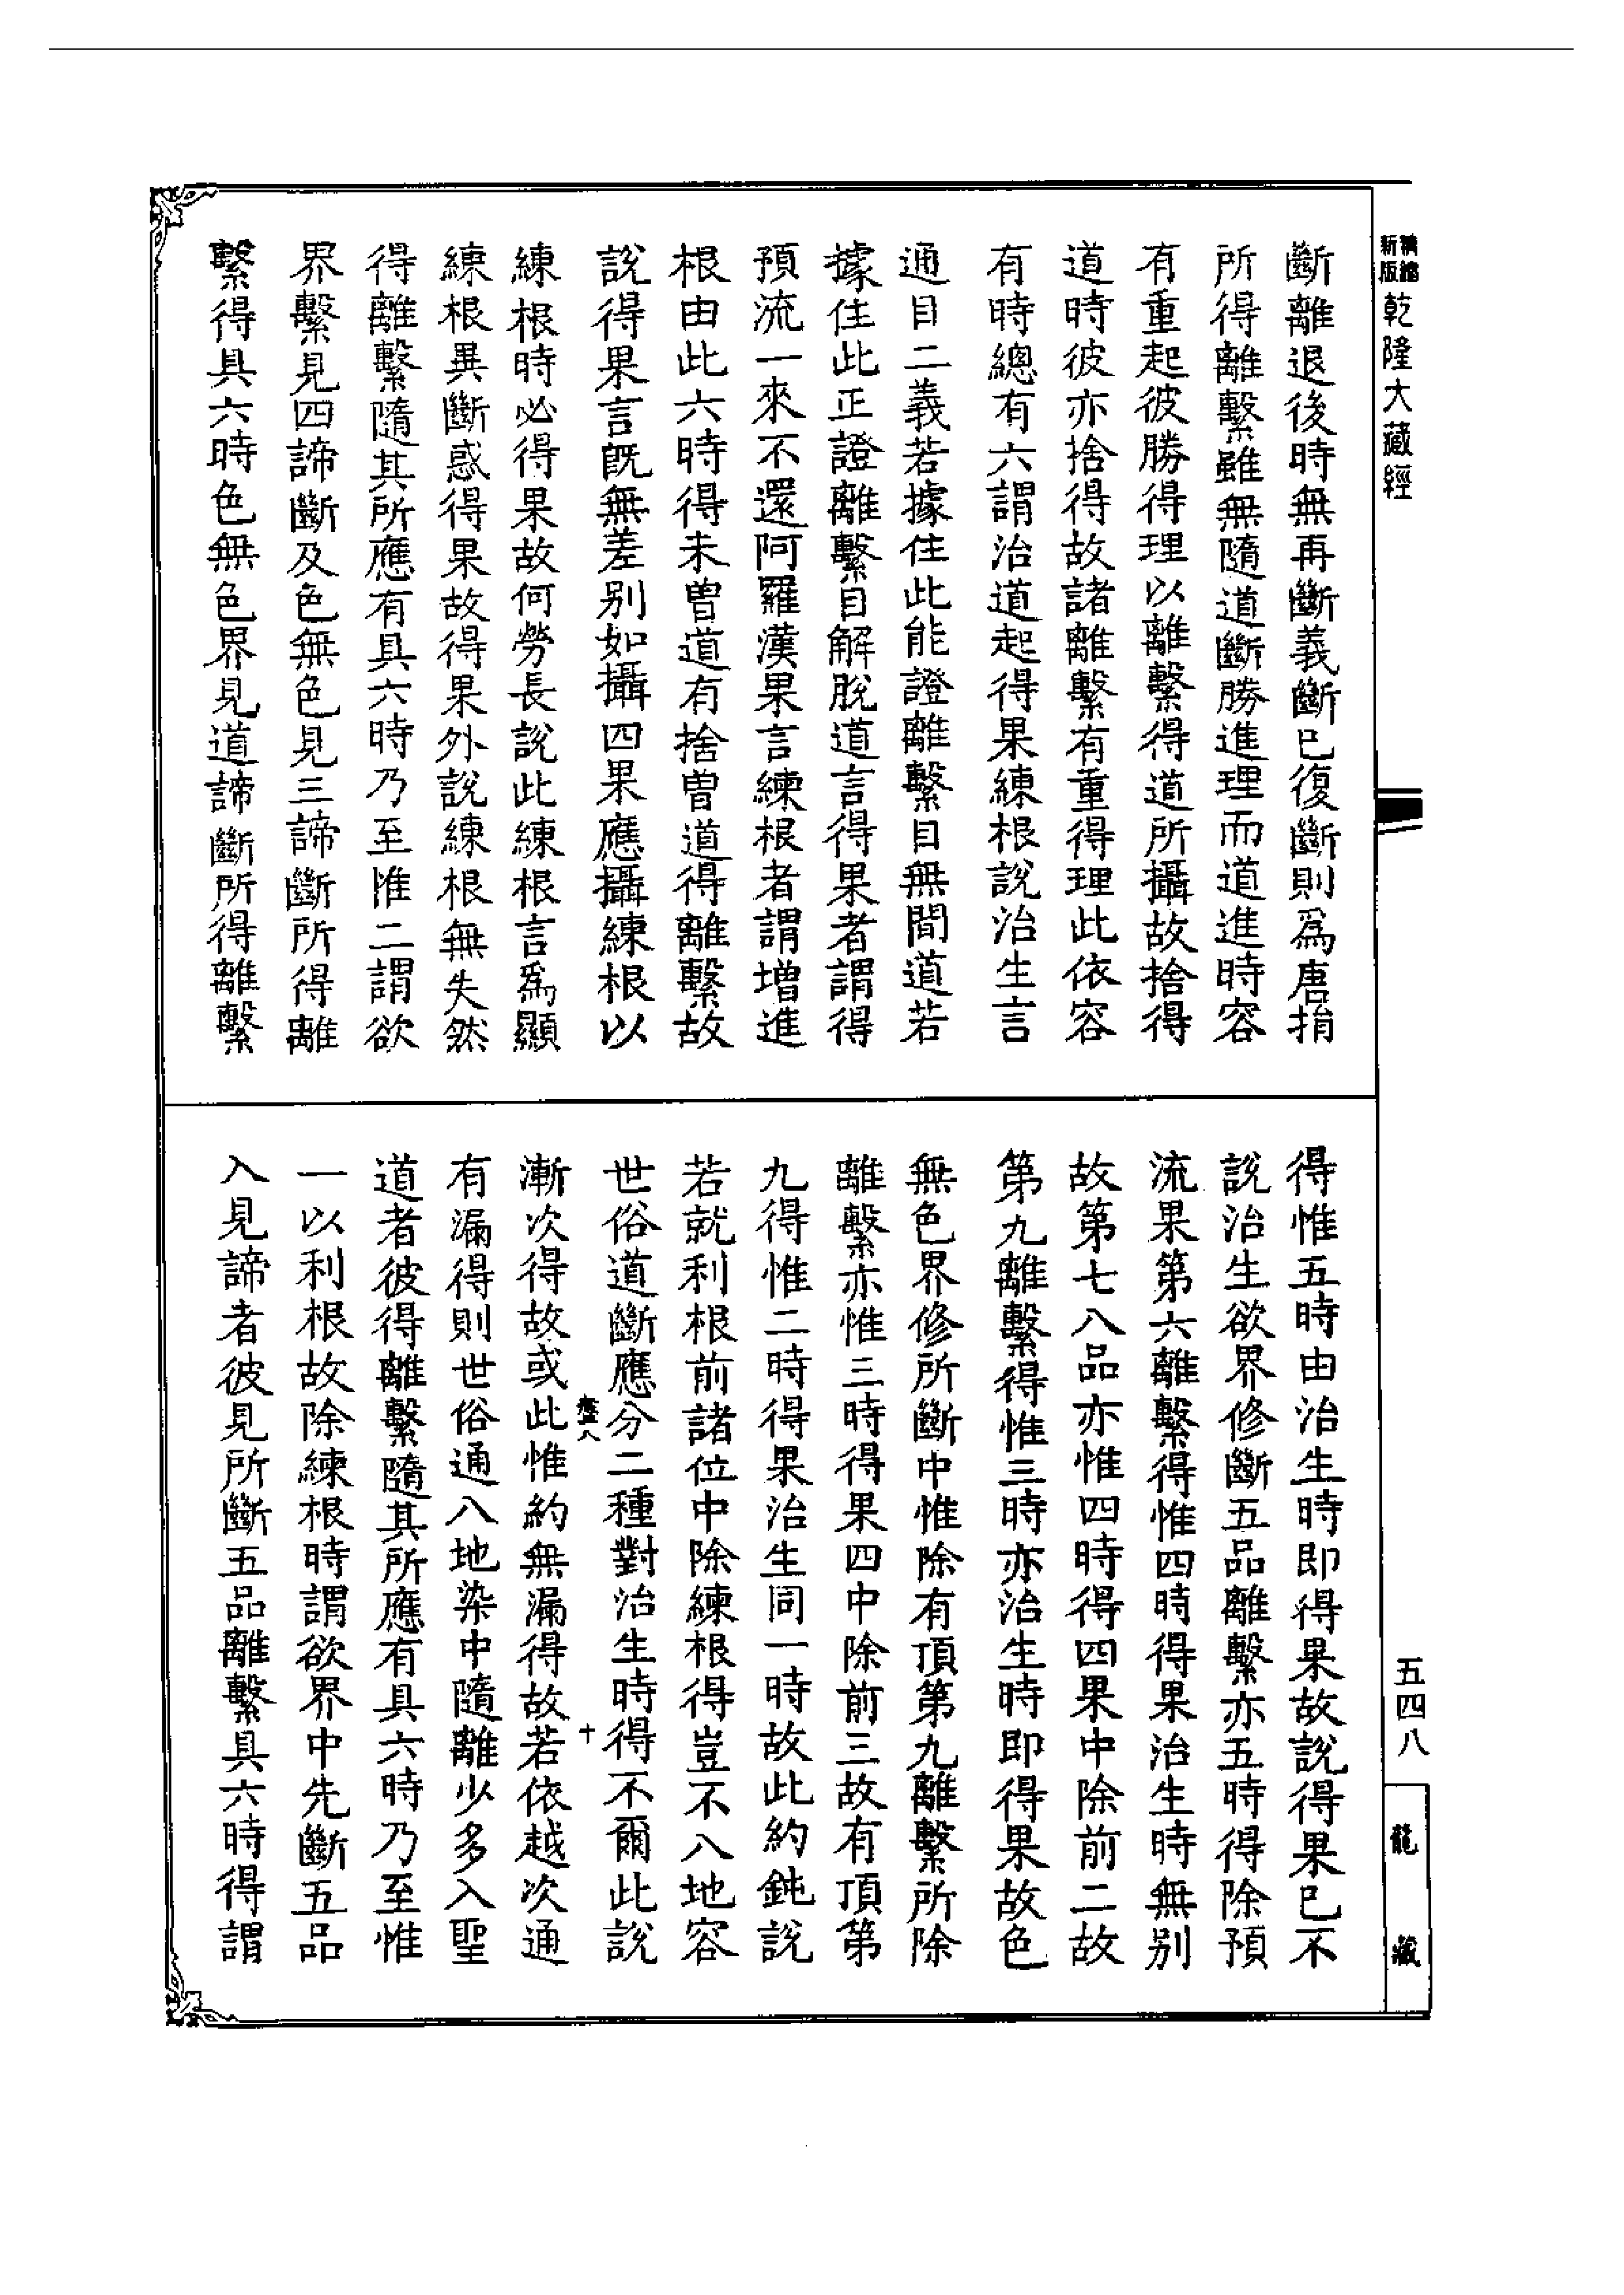 精縮
新版
乾隆大藏經
斷離退後時無再斷義斷已復斷則為唐捐
所得離繫雖無隨道斷勝進理而道進時容
有重起彼勝得理以離繫得道所攝故捨得
道時彼亦捨得故諸離繫有重得理此依容
有時總有六謂治道起得果練根說治生言
通目二義若據住此能證離繫目無間道若
據住此正證離繫目解脫道言得果者謂得
預流一來不還阿羅漢果言練根者謂增進
根由此六時得未曾道有捨曾道得離繫故
說得果言既無差别如攝四果應攝練根以
練根時必得果故何勞長說此練根言為顯
練根異斷惑得果故得果外說練根無失然
得離繫隨其所應有具六時乃至惟二謂欲
界繫見四諦斷及色無色見三諦斷所得離
繫得具六時色無色界見道諦斷所得離繫
得惟五時由治生時即得果故說得果已不
說治生欲界修斷五品離繫亦五時得除預
流果第六離繫得惟四時得果治生時無别
故第七八品亦惟四時得四果中除前二故
第九離繫得惟三時亦治生時即得果故色
無色界修所斷中惟除有頂第九離繫所除
離繫亦惟三時得果四中除前三故有頂第
九得惟二時得果治生同一時故此約鈍說
若就利根前諸位中除練根得豈不八地容
世俗道斷應分二種對治生時得不爾此說
漸次得故或此惟約無漏得故若依越次通
有漏得則世俗通八地染中隨離少多入聖
道者彼得離繫隨其所應有具六時乃至惟
一以利根故除練根時謂欲界中先斷五品
入見諦者彼見所斷五品離繫具六時得謂
八
十
五四八
龍藏